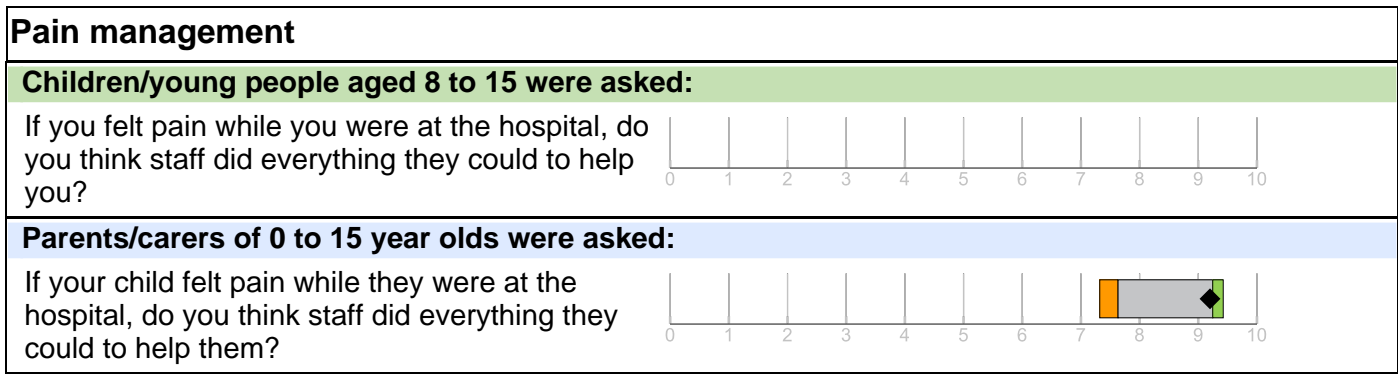 Pain management
Children/young people aged 8 to 15 were asked:
If you felt pain while you were at the hospital, do
you think staff did everything they could to help
you?
0 1 2 3 4 5 6 7 8 9 10
Parents/carers of 0 to 15 year olds were asked:
If your child felt pain while they were at the
hospital, do you think staff did everything they
could to help them?
0 1 2 3 4 5 6 7 8 9 10